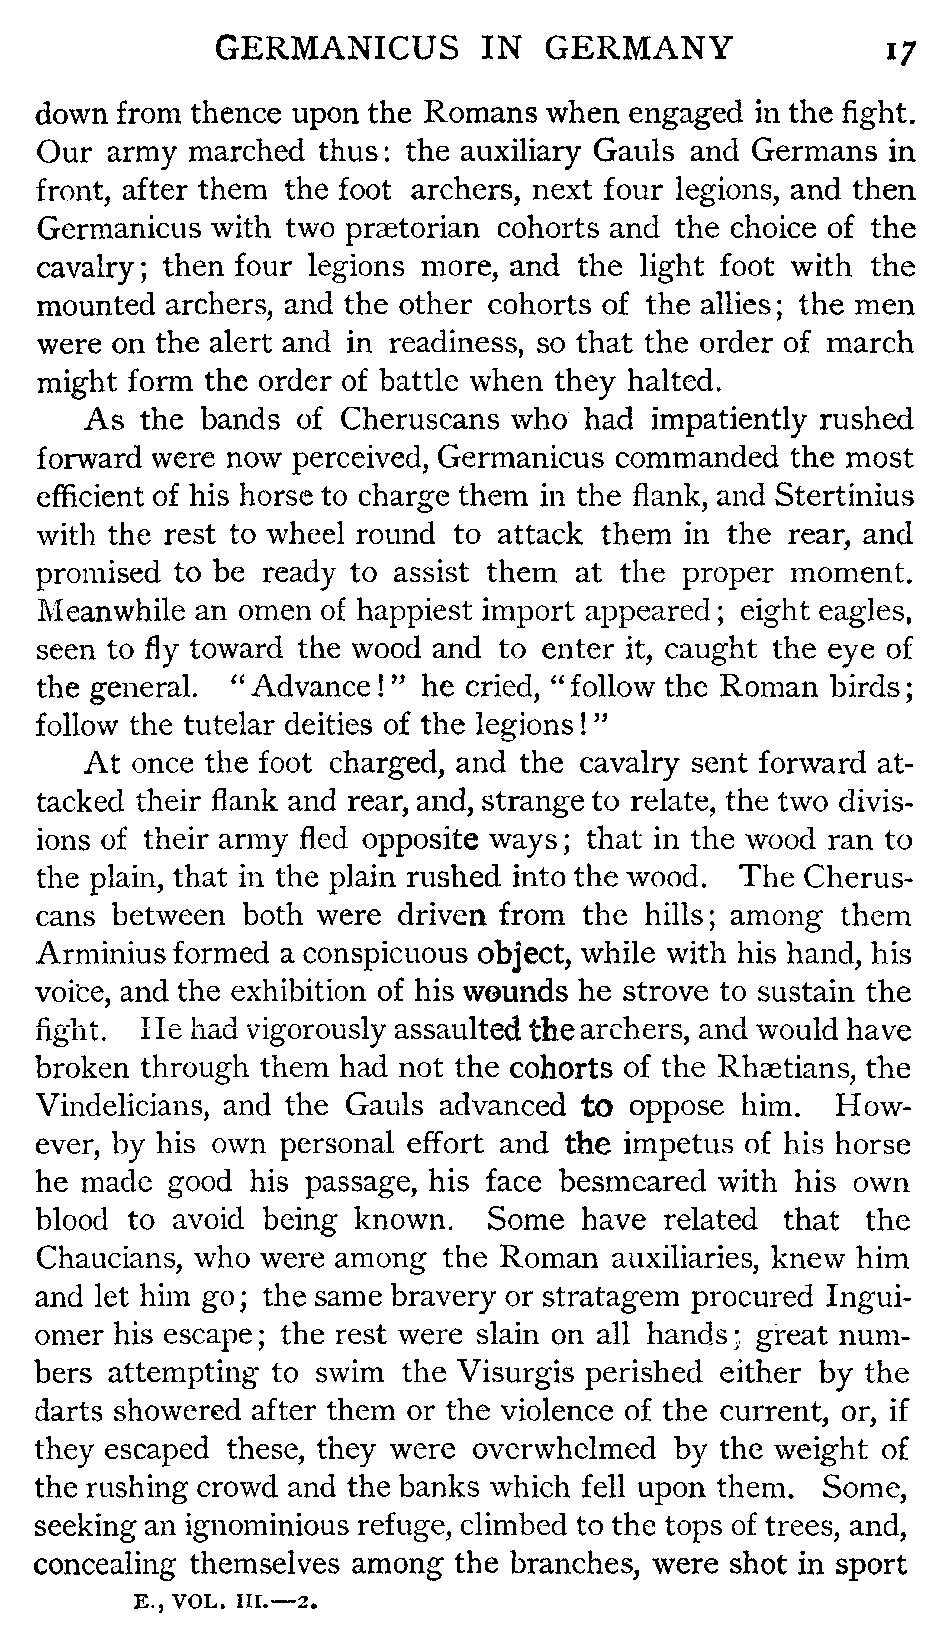 GERMANICUS IN GERMANY 17
down from thence upon the Romans when engaged in the fight.
Our army marched thus: the auxiliary Gauls and Germans in
front, after them the foot archers, next four legions, and then
Germanicus with two prætorian cohorts and the choice of the
cavalry; then four legions more, and the light foot with the
mounted archers, and the other cohorts of the allies; the men
were on the alert and in readiness, so that the order of march
might form the order of battle when they halted.
As the bands of Cheruscans who had impatiently rushed
forward were now perceived, Germanicus commanded the most
efficient of his horse to charge them in the flank, and Stertinius
with the rest to wheel round to attack them in the rear, and
promised to be ready to assist them at the proper moment.
Meanwhile an omen of happiest import appeared; eight eagles,
seen to fly toward the wood and to enter it, caught the eye of
the general. "Advance!" he cried, "follow the Roman birds;
follow the tutelar deities of the legions!"
At once the foot charged, and the cavalry sent forward at-
tacked their flank and rear, and, strange to relate, the two divis-
ions of their army fled opposite ways; that in the wood ran to
the plain, that in the plain rushed into the wood. The Cherus-
cans between both were driven from the hills; among them
Arminius formed a conspicuous object, while with his hand, his
voice, and the exhibition of his wounds he strove to sustain the
fight. He had vigorously assaulted the archers, and would have
broken through them had not the cohorts of the Rhætians, the
Vindelicians, and the Gauls advanced to oppose him. How-
ever, by his own personal effort and the impetus of his horse
he made good his passage, his face besmeared with his own
blood to avoid being known. Some have related that the
Chaucians, who were among the Roman auxiliaries, knew him
and let him go; the same bravery or stratagem procured Ingui-
omer his escape; the rest were slain on all hands; great num-
bers attempting to swim the Visurgis perished either by the
darts showered after them or the violence of the current, or, if
they escaped these, they were overwhelmed by the weight of
the rushing crowd and the banks which fell upon them. Some,
seeking an ignominious refuge, climbed to the tops of trees, and,
concealing themselves among the branches, were shot in sport
E., VOL. III.—2.